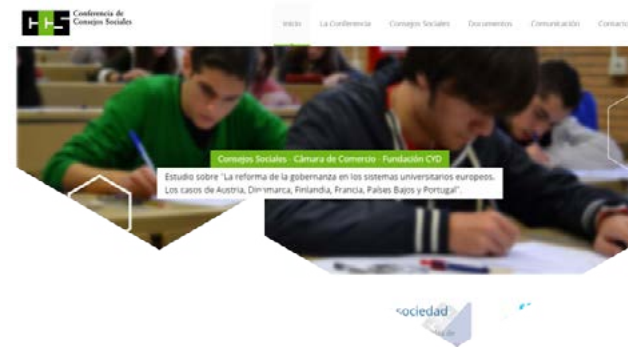 Conferencia de
Consejos Sociales
Inicio La Conferencia Consejos Sociales Documentos Comunicación Contacto
Consejos Sociales - Cámara de Comercio - Fundación CYD
Estudio sobre "La reforma de la gobernanza en los sistemas universitarios europeos.
Los casos de Austria, Dinamarca, Finlandia, Francia, Países Bajos y Portugal".
sociedad